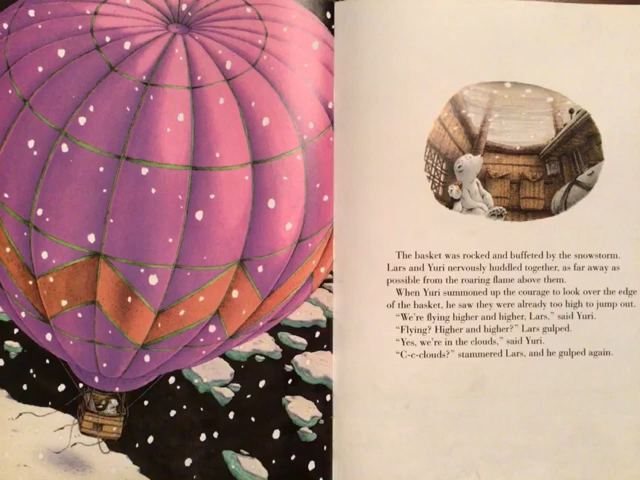 The basket was rocked and buffeted by the snowstorm.
Lars and Yuri nervously huddled together, as far away as
possible from the roaring flame above them.
When Yuri summoned up the courage to look over the edge
of the basket, he saw they were already too high to jump out.
"We're flying higher and higher, Lars," said Yuri.
"Flying? Higher and higher?" Lars gulped.
"Yes, we're in the clouds," said Yuri.
"C-c-clouds?" stammered Lars, and he gulped again.